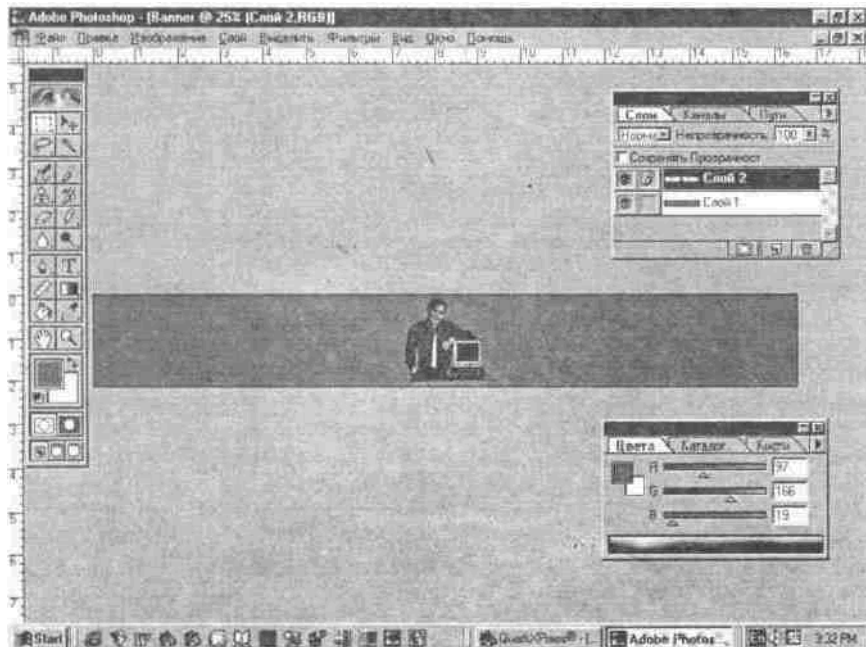 Adobe Photoshop - [Banner @ 25% (Слой 2,RGB)]
Файл Правка Изображение Слой Выделить Фильтры Вид Окно Помощь
Слои Каналы Пути
Непрозрачность 100 %
Сохранять Прозрачност
Слой 2
Слой 1
Цвета Каталог Кисти
R 97
G 166
B 19
Start QuarkXPress® - [ Adobe Photos... 3:32 PM